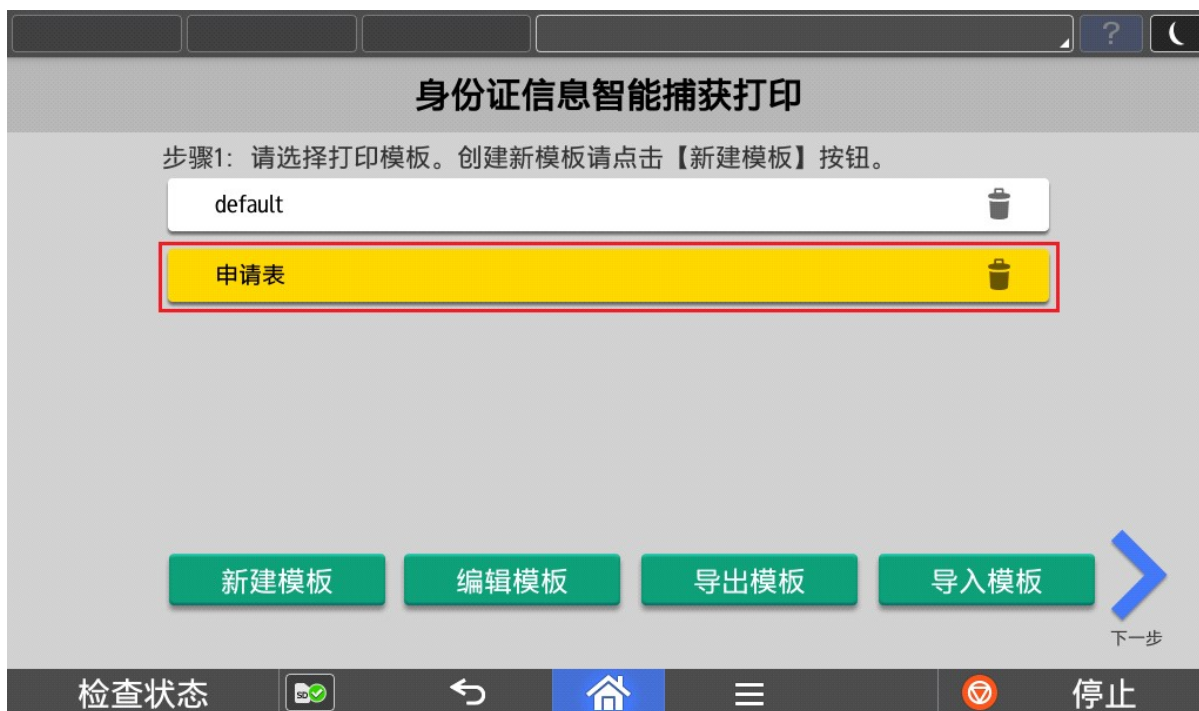 ?
身份证信息智能捕获打印
步骤1：请选择打印模板。创建新模板请点击【新建模板】按钮。
default
申请表
新建模板 编辑模板 导出模板 导入模板
下一步
检查状态 SD 停止